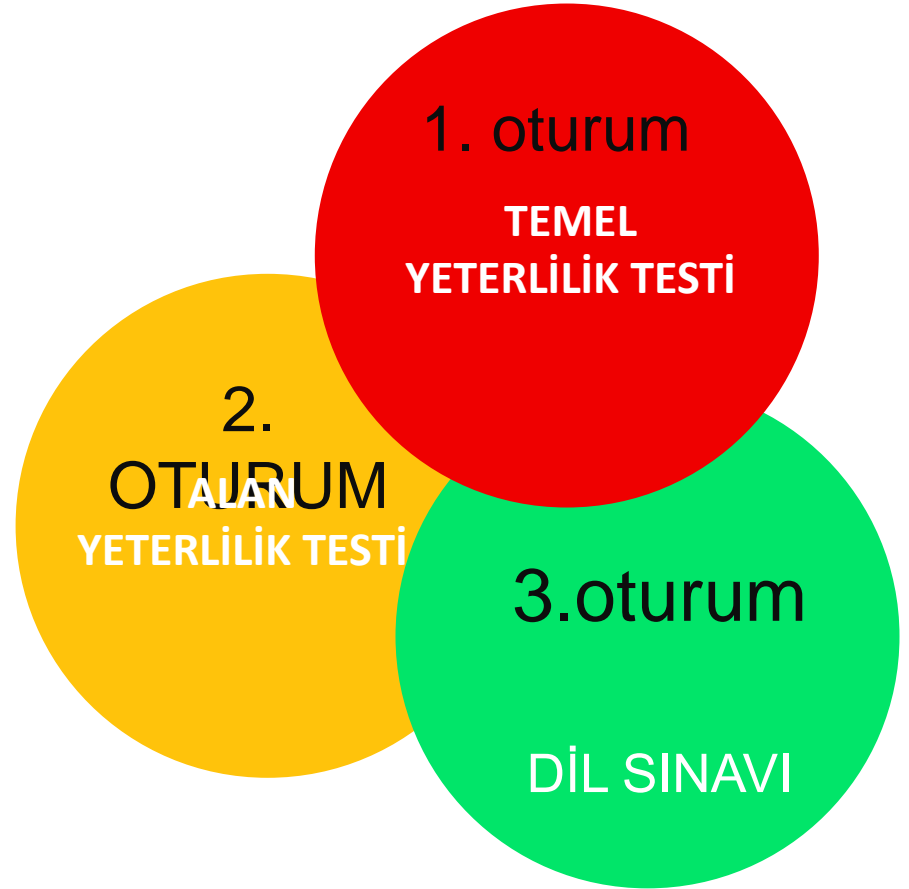 1. oturum
TEMEL
YETERLİLİK TESTİ
2.
OTURUM
ALAN
YETERLİLİK TESTİ
3.oturum
DİL SINAVI